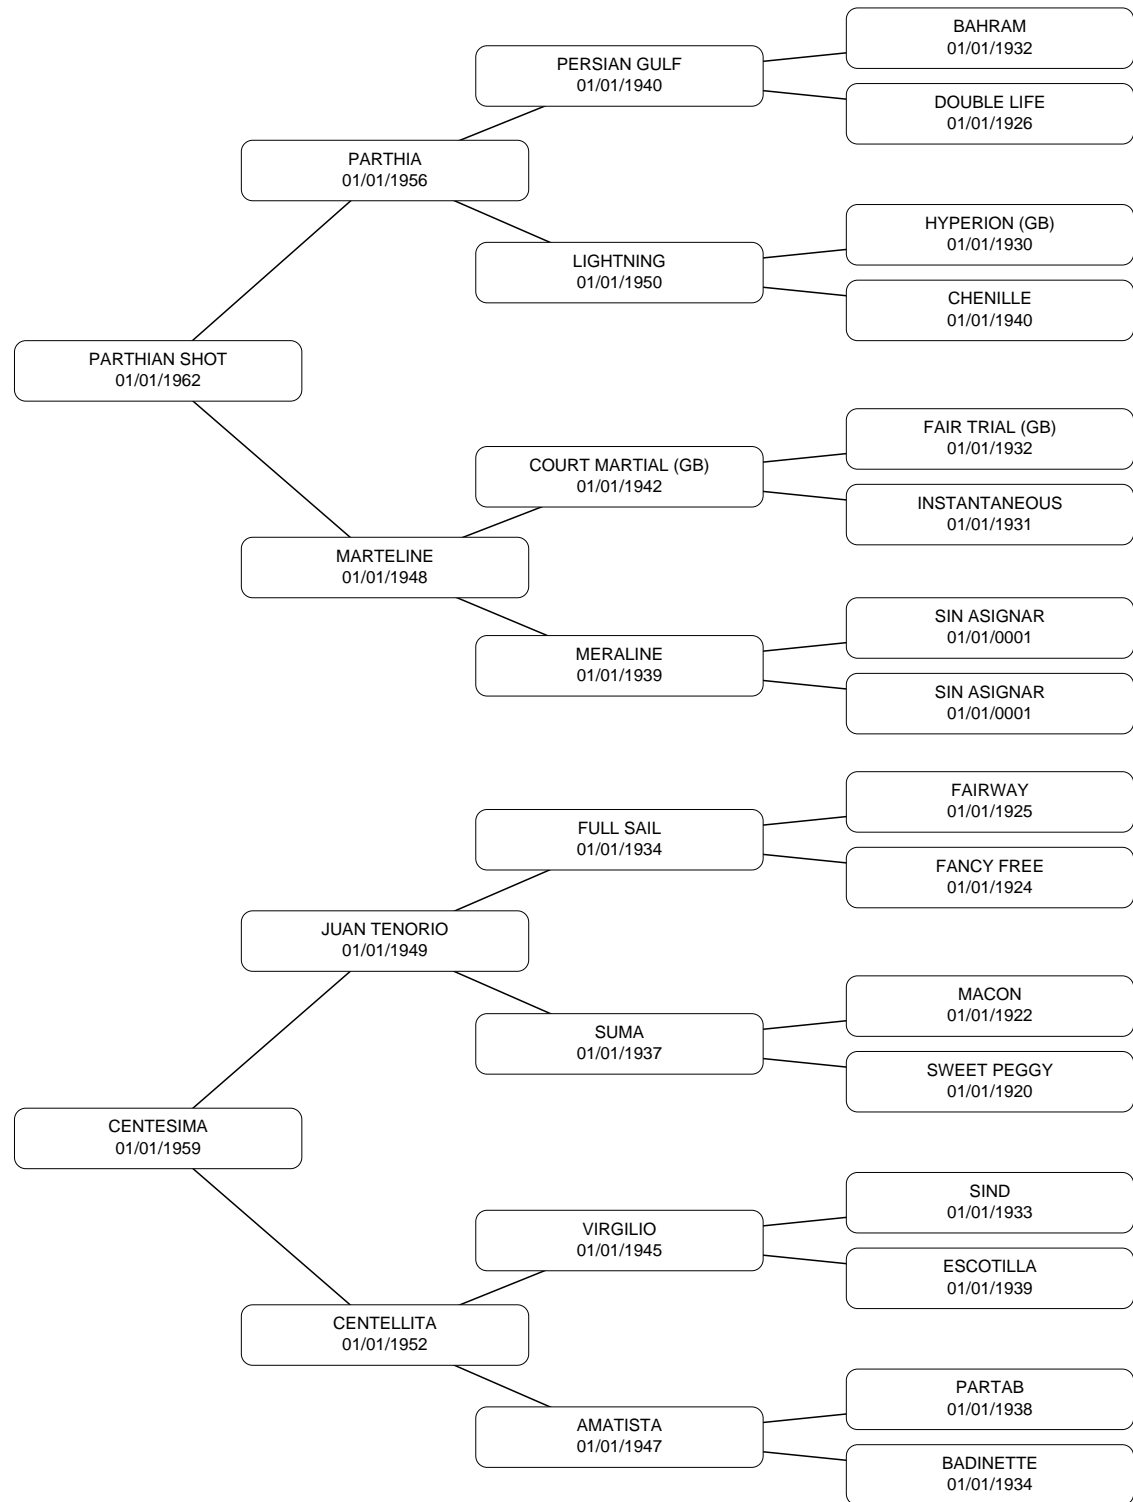 BAHRAM
01/01/1932
PERSIAN GULF
01/01/1940
DOUBLE LIFE
01/01/1926
PARTHIA
01/01/1956
HYPERION (GB)
01/01/1930
LIGHTNING
01/01/1950
CHENILLE
01/01/1940
PARTHIAN SHOT
01/01/1962
FAIR TRIAL (GB)
01/01/1932
COURT MARTIAL (GB)
01/01/1942
INSTANTANEOUS
01/01/1931
MARTELINE
01/01/1948
SIN ASIGNAR
01/01/0001
MERALINE
01/01/1939
SIN ASIGNAR
01/01/0001
FAIRWAY
01/01/1925
FULL SAIL
01/01/1934
FANCY FREE
01/01/1924
JUAN TENORIO
01/01/1949
MACON
01/01/1922
SUMA
01/01/1937
SWEET PEGGY
01/01/1920
CENTESIMA
01/01/1959
SIND
01/01/1933
VIRGILIO
01/01/1945
ESCOTILLA
01/01/1939
CENTELLITA
01/01/1952
PARTAB
01/01/1938
AMATISTA
01/01/1947
BADINETTE
01/01/1934